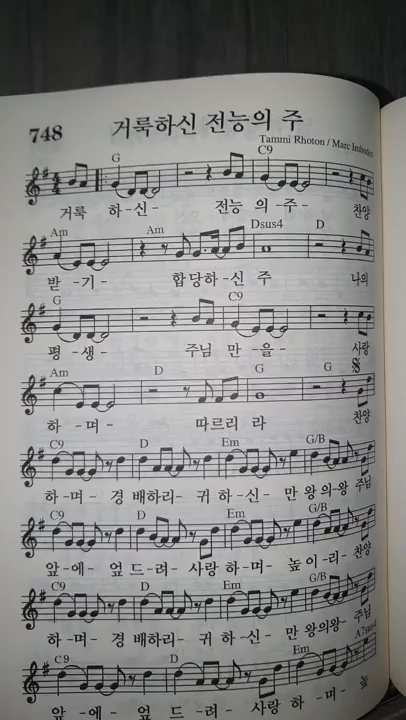 748 거룩하신 전능의 주
Tammi Rhoton / Marc Imboden
G C9
거룩 하 - 신 - 전능 의 - 주 - 찬양
Am Am Dsus4 D
받 - 기 - 합당하 - 신 주 나의
G C9
평 - 생 - 주님 만 - 을 - 사랑
Am D G G
하 - 며 - 따르리 라 찬양
C9 D Em G/B
하 - 며 - 경 배하리 - 귀 하 - 신 - 만 왕의 - 왕 주님
C9 D Em G/B
앞 - 에 - 엎 드 - 려 - 사랑 하 - 며 - 높 이 - 리 - 찬양
C9 D Em G/B
하 - 며 - 경 배하리 - 귀 하 - 신 - 만 왕의왕 - 주님
C9 D Em A7sus4
앞 - 에 - 엎 드 - 려 - 사랑 하 - 며 - 높